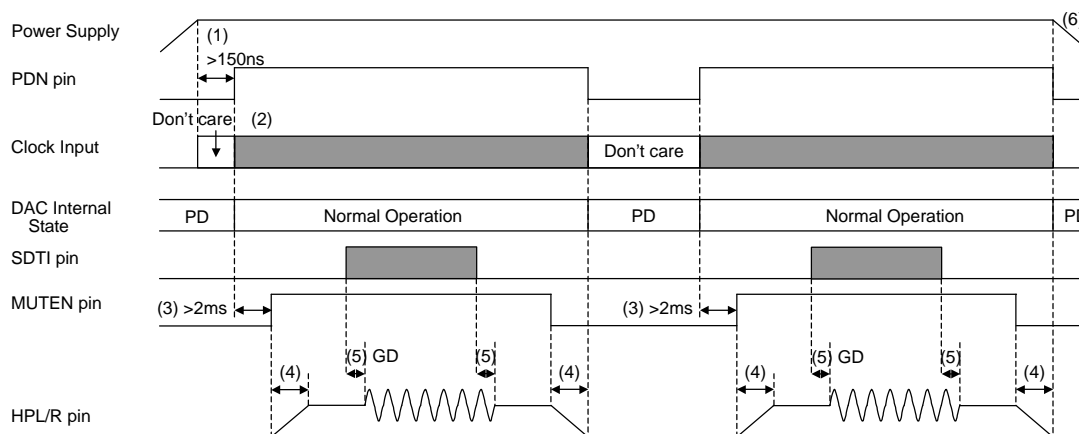 Power Supply
(1)
(6
>150ns
PDN pin
Don't care
(2)
Clock Input
Don't care
DAC Internal
State
PD
Normal Operation
PD
Normal Operation
PD
SDTI pin
MUTEN pin
(3) >2ms
(3) >2ms
(4)
(5) GD
(5)
(4)
(4)
(5) GD
(5)
(4)
HPL/R pin